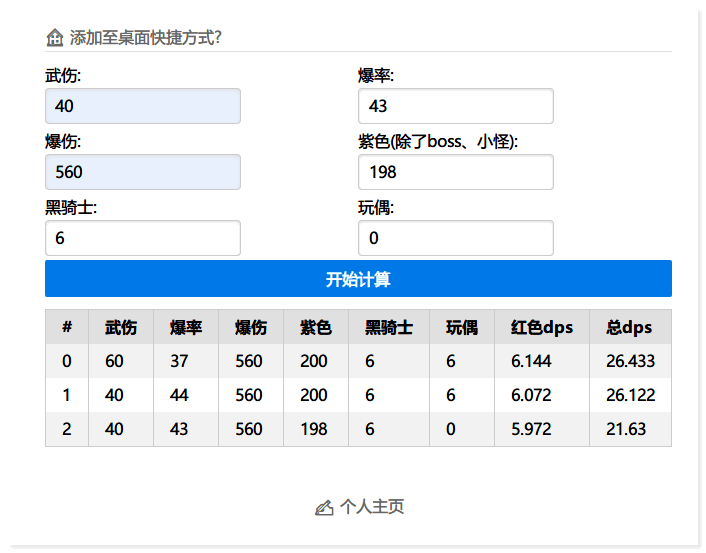 添加至桌面快捷方式?
武伤: 爆率:
40 43
爆伤: 紫色(除了boss、小怪):
560 198
黑骑士: 玩偶:
6 0
开始计算
# 武伤 爆率 爆伤 紫色 黑骑士 玩偶 红色dps 总dps
0 60 37 560 200 6 6 6.144 26.433
1 40 44 560 200 6 6 6.072 26.122
2 40 43 560 198 6 0 5.972 21.63
个人主页